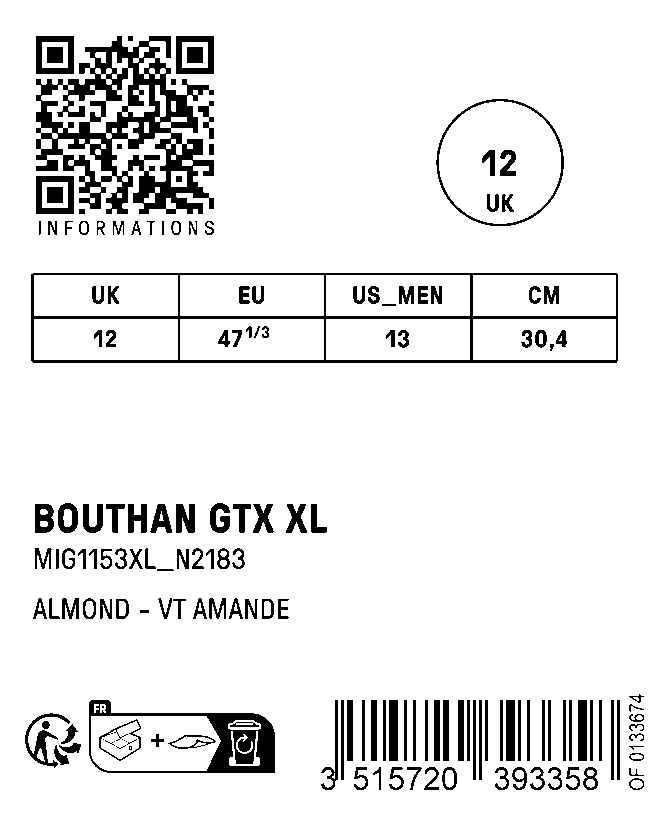 INFORMATIONS
12
UK
UK EU US_MEN CM
12 47 1/3 13 30,4
BOUTHAN GTX XL
MIG1153XL_N2183
ALMOND - VT AMANDE
FR
+
3 515720 393358
OF 0133674